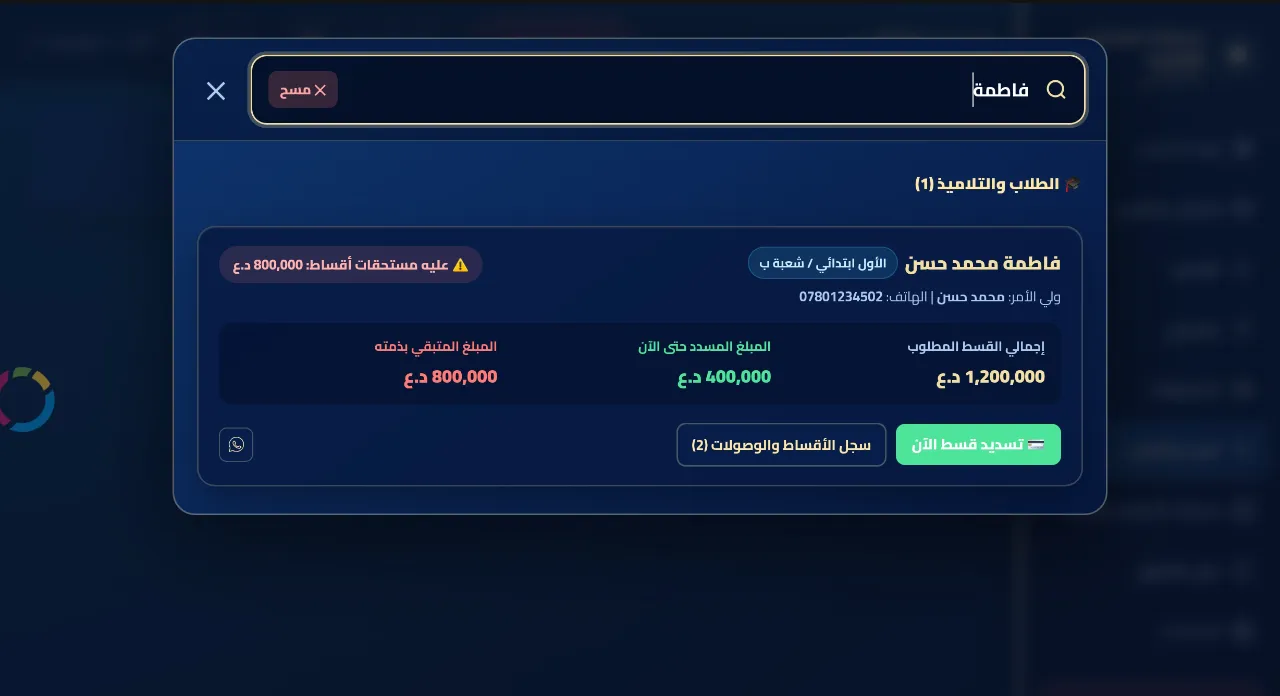 فاطمة
مسح
🎓 الطلاب والتلاميذ (1)
فاطمة محمد حسن
الأول ابتدائي / شعبة ب
⚠️ عليه مستحقات أقساط: 800,000 د.ع
ولي الأمر: محمد حسن | الهاتف: 07801234502
إجمالي القسط المطلوب
1,200,000 د.ع
المبلغ المسدد حتى الآن
400,000 د.ع
المبلغ المتبقي بذمته
800,000 د.ع
💳 تسديد قسط الآن
سجل الأقساط والوصولات (2)